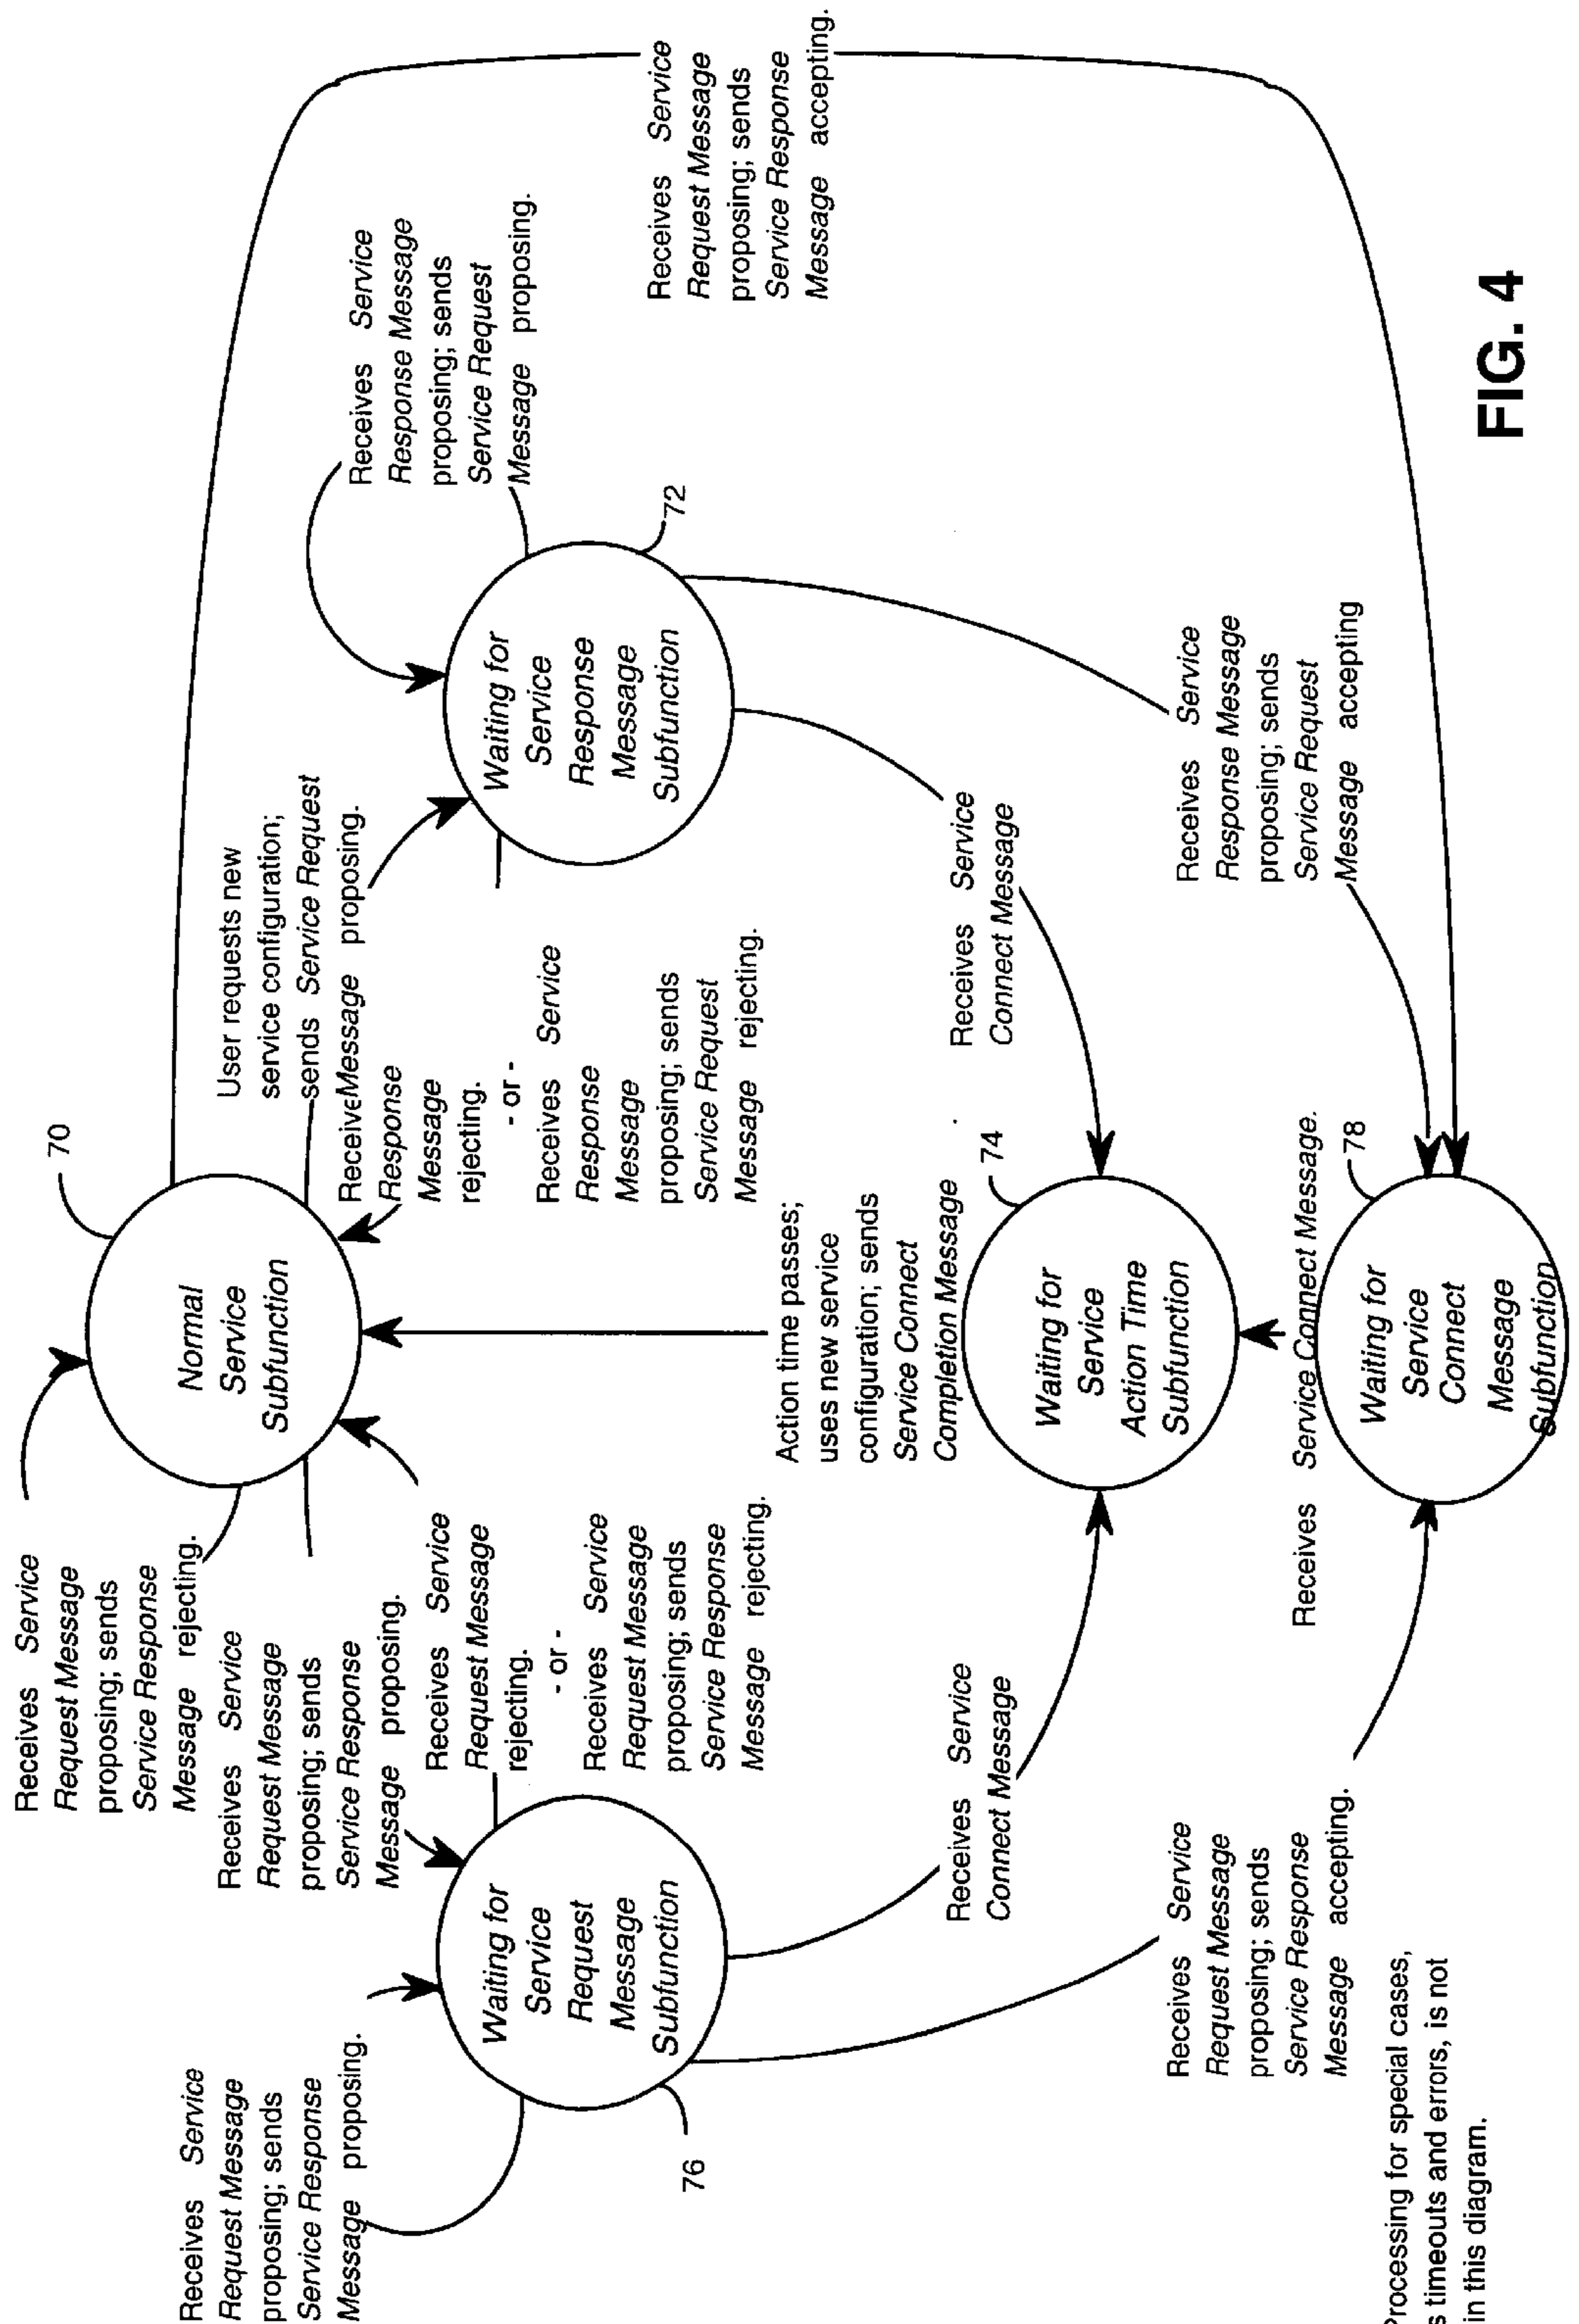 Receives Service
Request Message
proposing; sends
Service Response
Message rejecting.
70
Normal
Service
Subfunction
Receives Service
Request Message
proposing; sends
Service Response
Message proposing.
Receives Service
Request Message
proposing; sends
Service Response
Message proposing.
User requests new
service configuration;
sends Service Request
Message proposing.
Receives Service
Response Message
proposing; sends
Service Request
Message proposing.
Receives Service
Request Message
rejecting.
- or -
Receives Service
Request Message
proposing; sends
Service Response
Message rejecting.
Receive
Response
Message
rejecting.
- or -
Receives Service
Response
Message
proposing; sends
Service Request
Message rejecting.
Waiting for
Service
Request
Message
Subfunction
76
Waiting for
Service
Response
Message
Subfunction
72
Receives Service
Request Message
proposing; sends
Service Response
Message accepting.
Action time passes;
uses new service
configuration; sends
Service Connect
Completion Message
Receives Service
Connect Message
Receives Service
Connect Message
74
Waiting for
Service
Action Time
Subfunction
Receives Service
Request Message
proposing; sends
Service Response
Message accepting.
Receives Service
Response Message
proposing; sends
Service Request
Message accepting
Receives Service Connect Message.
78
Waiting for
Service
Connect
Message
Subfunction
Processing for special cases,
s timeouts and errors, is not
in this diagram.
FIG. 4